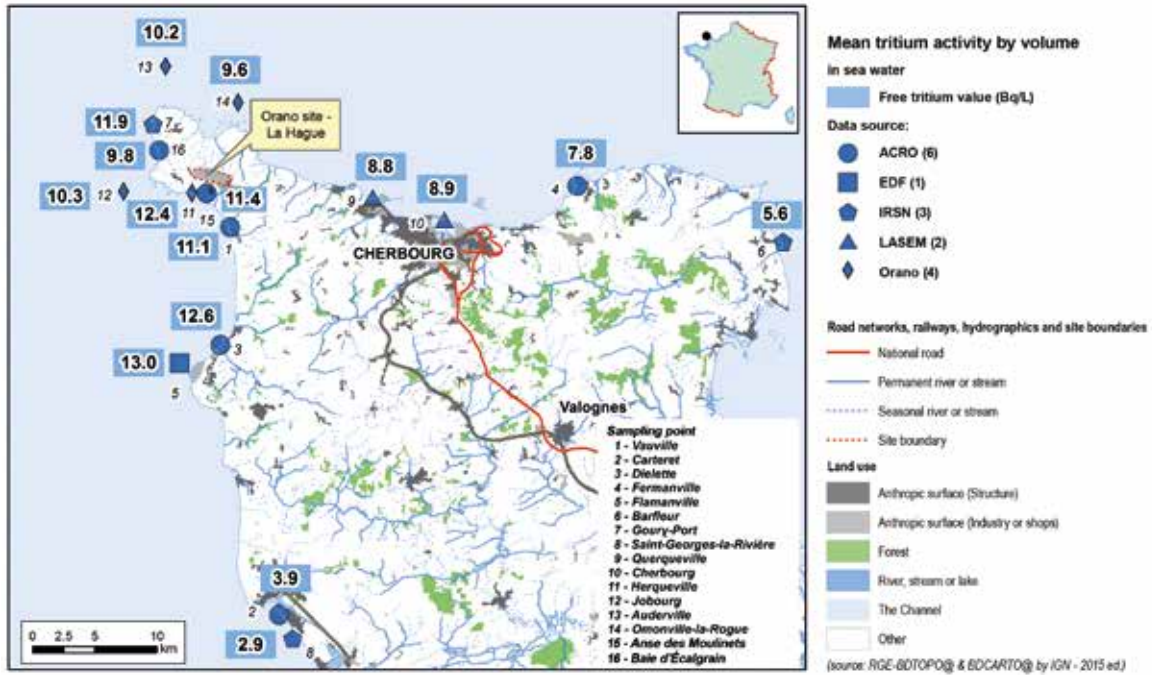 10.2
13
9.6
14
Orano site -
La Hague
11.9
7
9.8
16
10.3
12
12.4
11
15
11.4
11.1
1
8.8
9
8.9
10
CHERBOURG
7.8
4
3
5.6
6
12.6
3
13.0
5
Valognes
3.9
2
2.9
8
Sampling point
1 - Vauville
2 - Carteret
3 - Dielette
4 - Fermanville
5 - Flamanville
6 - Barfleur
7 - Goury-Port
8 - Saint-Georges-la-Rivière
9 - Querqueville
10 - Cherbourg
11 - Herqueville
12 - Jobourg
13 - Auderville
14 - Omonville-la-Rogue
15 - Anse des Moulinets
16 - Baie d'Écalgrain
0 2.5 5 10
km
Mean tritium activity by volume
in sea water
Free tritium value (Bq/L)
Data source:
ACRO (6)
EDF (1)
IRSN (3)
LASEM (2)
Orano (4)
Road networks, railways, hydrographics and site boundaries
National road
Permanent river or stream
Seasonal river or stream
Site boundary
Land use
Anthropic surface (Structure)
Anthropic surface (Industry or shops)
Forest
River, stream or lake
The Channel
Other
(source: RGE-BDTOPO@ & BDCARTO@ by IGN - 2015 ed.)